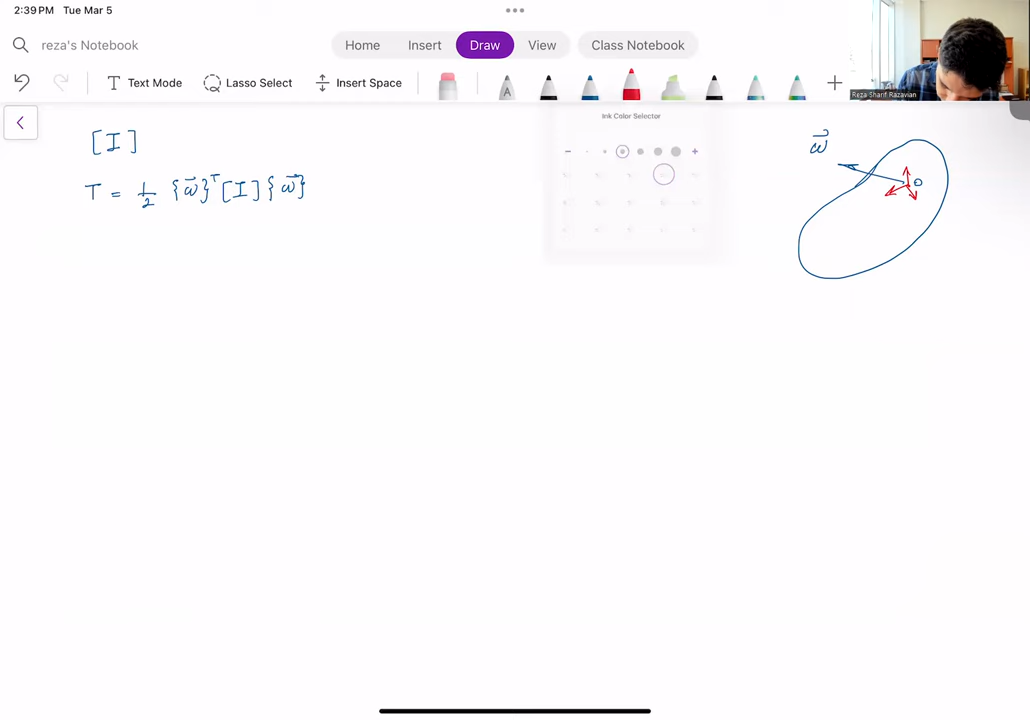 2:39 PM Tue Mar 5
reza's Notebook
Home Insert Draw View Class Notebook
Text Mode Lasso Select Insert Space
A
Reza Sharif Razavian
Ink Color Selector
[I]
T = 1/2 {ω⃗}ᵀ [I] {ω⃗}
ω⃗
O